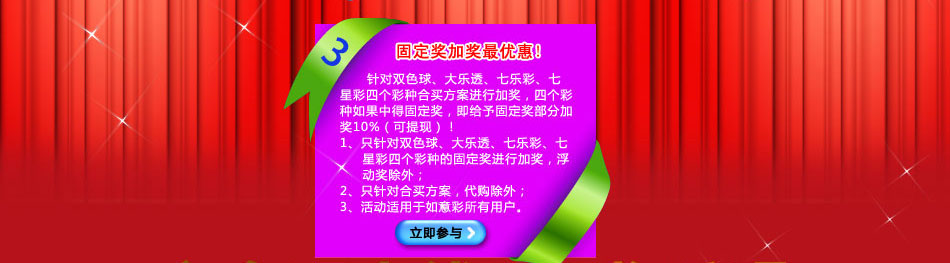 3
固定奖加奖最优惠！
针对双色球、大乐透、七乐彩、七
星彩四个彩种合买方案进行加奖，四个彩
种如果中得固定奖，即给予固定奖部分加
奖10%（可提现）！
1、只针对双色球、大乐透、七乐彩、七
星彩四个彩种的固定奖进行加奖，浮
动奖除外；
2、只针对合买方案，代购除外；
3、活动适用于如意彩所有用户。
立即参与